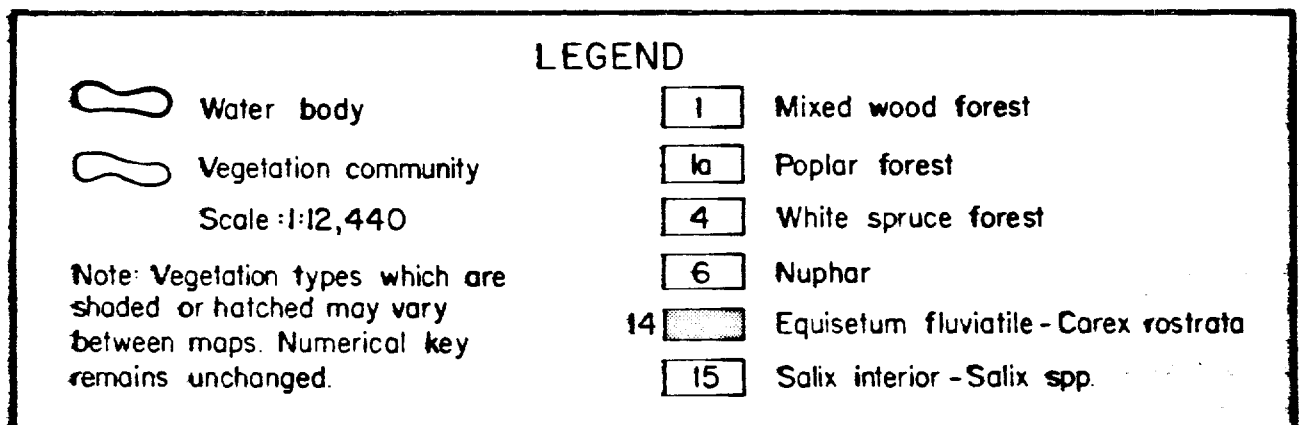 LEGEND
Water body
Vegetation community
Scale :1:12,440
Note: Vegetation types which are
shaded or hatched may vary
between maps. Numerical key
remains unchanged.
1 Mixed wood forest
1a Poplar forest
4 White spruce forest
6 Nuphar
14 Equisetum fluviatile - Carex rostrata
15 Salix interior - Salix spp.